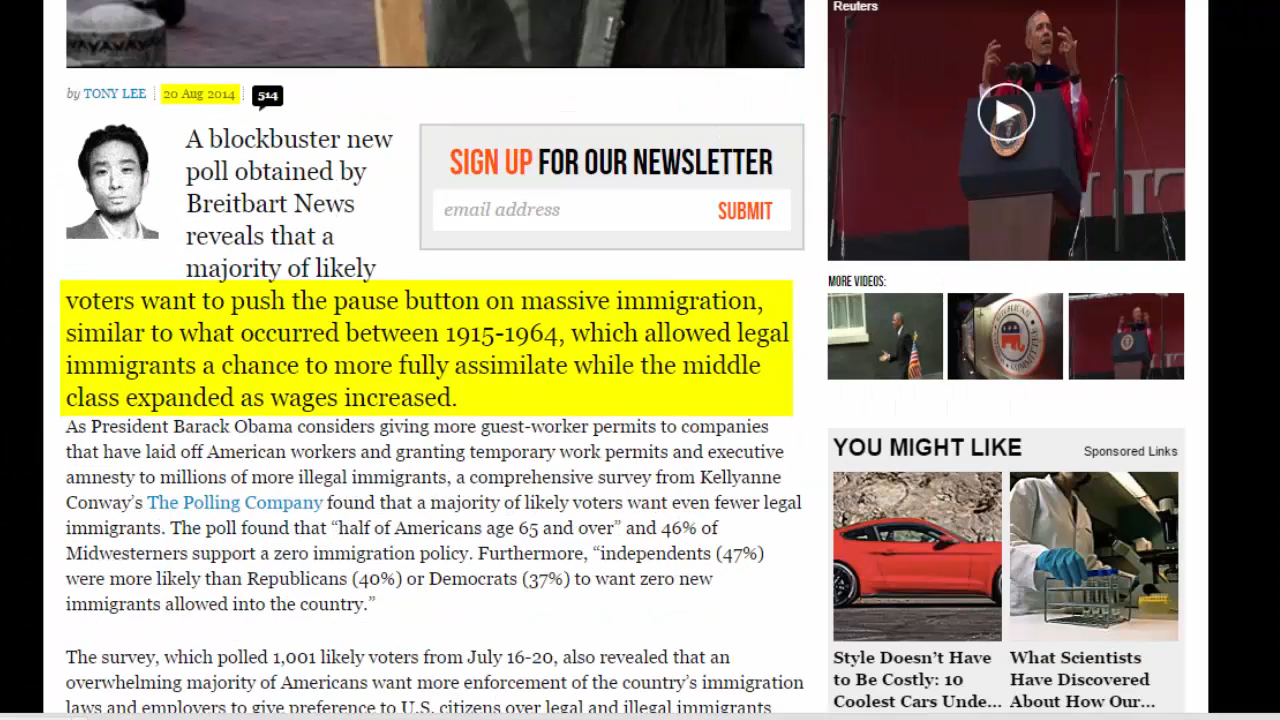 Reuters
by TONY LEE
20 Aug 2014
514
A blockbuster new
poll obtained by
Breitbart News
reveals that a
majority of likely
voters want to push the pause button on massive immigration,
similar to what occurred between 1915-1964, which allowed legal
immigrants a chance to more fully assimilate while the middle
class expanded as wages increased.
SIGN UP FOR OUR NEWSLETTER
email address
SUBMIT
As President Barack Obama considers giving more guest-worker permits to companies
that have laid off American workers and granting temporary work permits and executive
amnesty to millions of more illegal immigrants, a comprehensive survey from Kellyanne
Conway’s The Polling Company found that a majority of likely voters want even fewer legal
immigrants. The poll found that “half of Americans age 65 and over” and 46% of
Midwesterners support a zero immigration policy. Furthermore, “independents (47%)
were more likely than Republicans (40%) or Democrats (37%) to want zero new
immigrants allowed into the country.”
The survey, which polled 1,001 likely voters from July 16-20, also revealed that an
overwhelming majority of Americans want more enforcement of the country’s immigration
laws and employers to give preference to U.S. citizens over legal and illegal immigrants
MORE VIDEOS:
YOU MIGHT LIKE
Sponsored Links
Style Doesn’t Have
to Be Costly: 10
Coolest Cars Unde...
What Scientists
Have Discovered
About How Our...